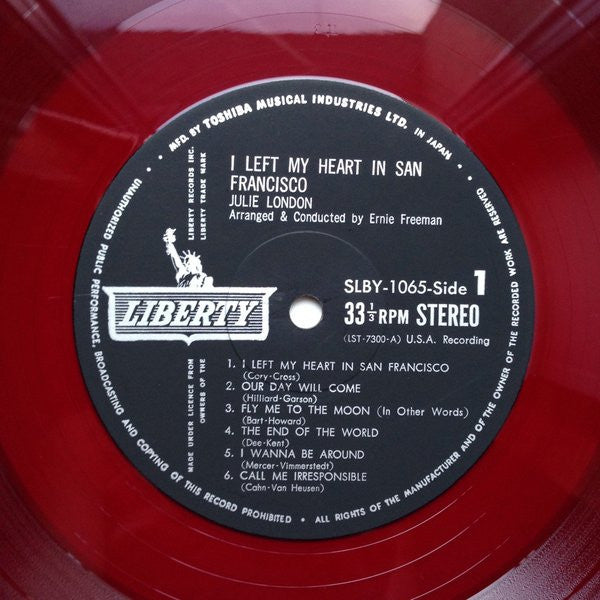 • MFD. BY TOSHIBA MUSICAL INDUSTRIES LTD. IN JAPAN •
ALL RIGHTS OF THE MANUFACTURER AND OF THE OWNER OF THE RECORDED WORK ARE RESERVED. •
UNAUTHORIZED PUBLIC PERFORMANCE, BROADCASTING AND COPYING OF THIS RECORD PROHIBITED •
LIBERTY RECORDS INC.
LIBERTY TRADE MARK
I LEFT MY HEART IN SAN
FRANCISCO
JULIE LONDON
Arranged & Conducted by Ernie Freeman
LIBERTY
SLBY-1065-Side 1
33⅓RPM STEREO
(LST-7300-A) U.S.A. Recording
MADE UNDER LICENCE FROM
OWNERS OF THE
1. I LEFT MY HEART IN SAN FRANCISCO
(Cory-Cross)
2. OUR DAY WILL COME
(Hilliard-Garson)
3. FLY ME TO THE MOON (In Other Words)
(Bart-Howard)
4. THE END OF THE WORLD
(Dee-Kent)
5. I WANNA BE AROUND
(Mercer-Vimmerstedt)
6. CALL ME IRRESPONSIBLE
(Cahn-Van Heusen)